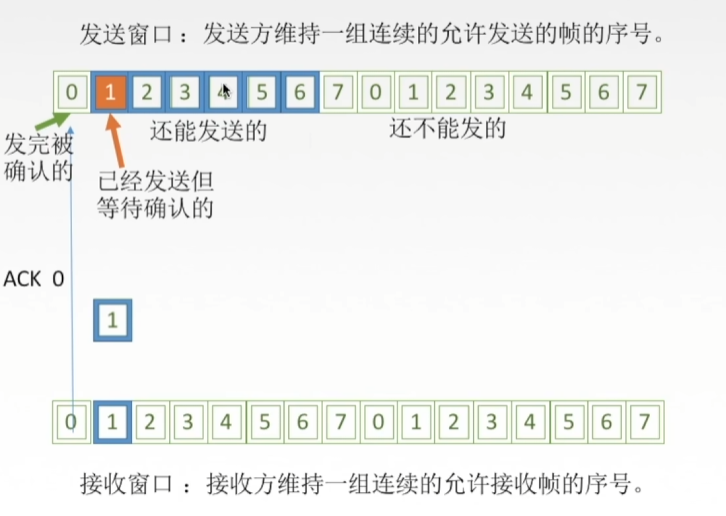 发送窗口：发送方维持一组连续的允许发送的帧的序号。
0 1 2 3 4 5 6 7 0 1 2 3 4 5 6 7
还能发送的 还不能发的
发完被
确认的
已经发送但
等待确认的
ACK 0
1
0 1 2 3 4 5 6 7 0 1 2 3 4 5 6 7
接收窗口：接收方维持一组连续的允许接收帧的序号。